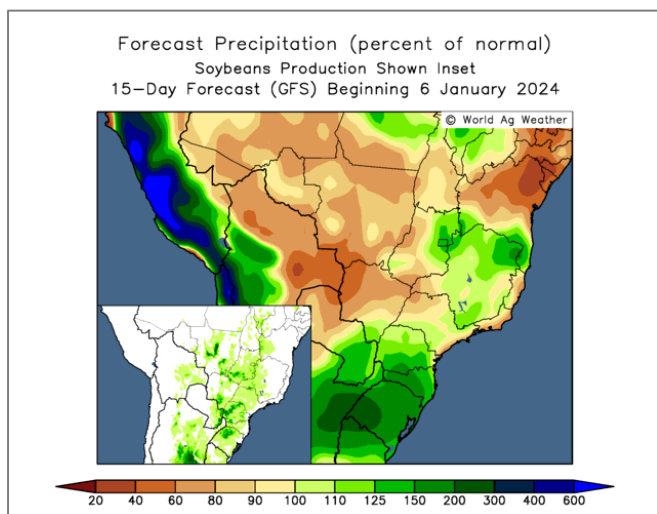 Forecast Precipitation (percent of normal)
Soybeans Production Shown Inset
15-Day Forecast (GFS) Beginning 6 January 2024
© World Ag Weather
20 40 60 80 90 100 110 125 150 200 300 400 600